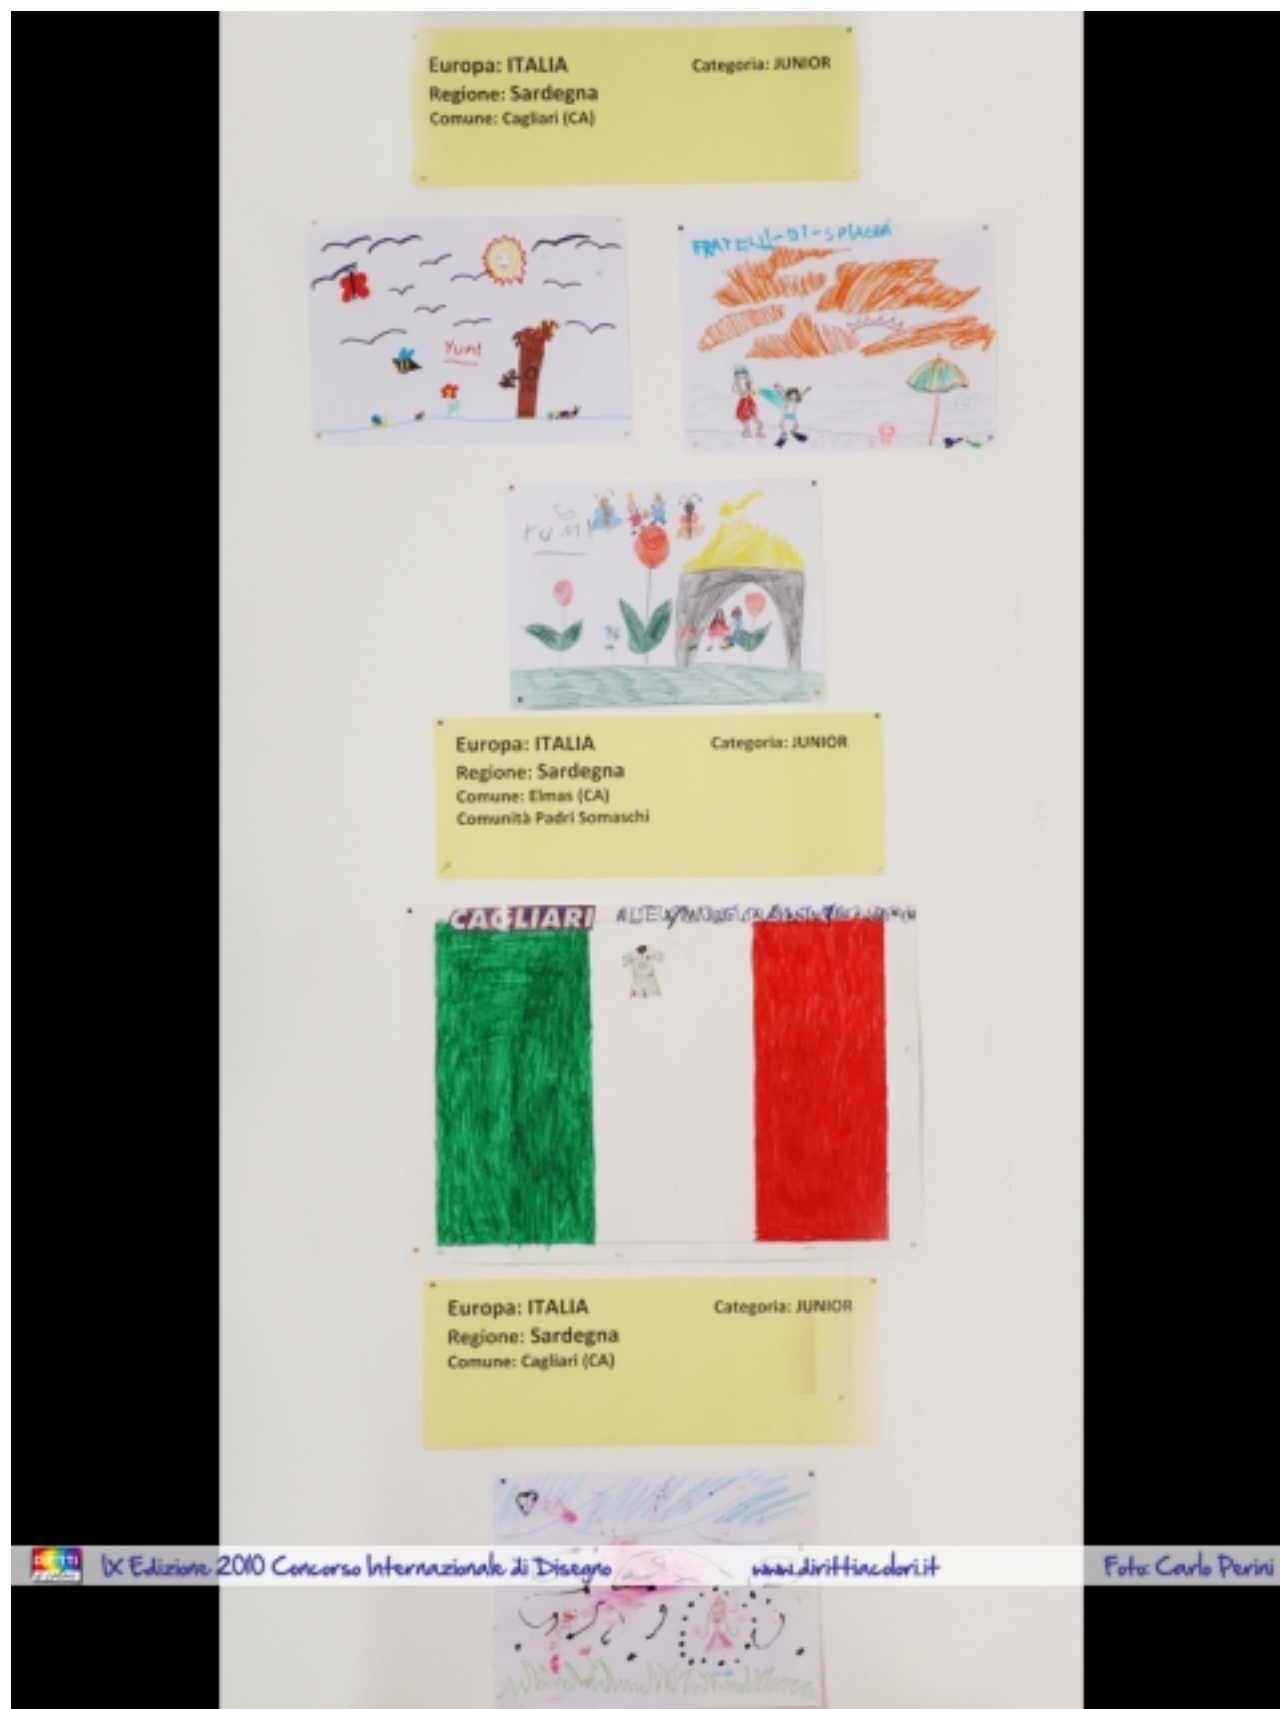 Europa: ITALIA
Categoria: JUNIOR
Regione: Sardegna
Comune: Cagliari (CA)
FRATELLI-DI-SPIAGGIA
YUMI
YUMI
Europa: ITALIA
Categoria: JUNIOR
Regione: Sardegna
Comune: Elmas (CA)
Comunità Padri Somaschi
CAGLIARI
Europa: ITALIA
Categoria: JUNIOR
Regione: Sardegna
Comune: Cagliari (CA)
DIRITTI
IX Edizione 2010 Concorso Internazionale di Disegno
www.dirittiacolori.it
Foto: Carlo Perini